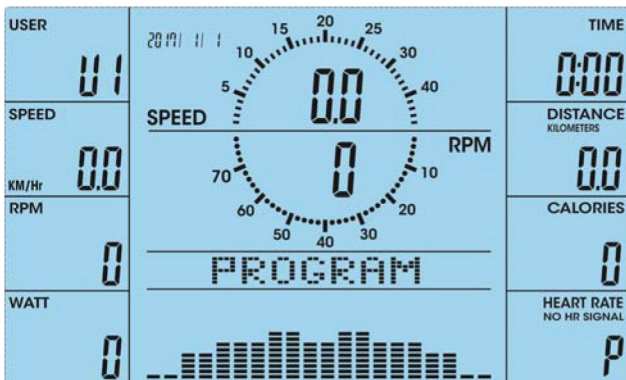 USER
U1
SPEED
KM/Hr 0.0
RPM
0
WATT
0
2017/ 1/ 1
5 10 15 20 25 30 40
0.0
SPEED
0
RPM
70 60 50 40 30 20 10
PROGRAM
TIME
0:00
DISTANCE
KILOMETERS
0.0
CALORIES
0
HEART RATE
NO HR SIGNAL
P